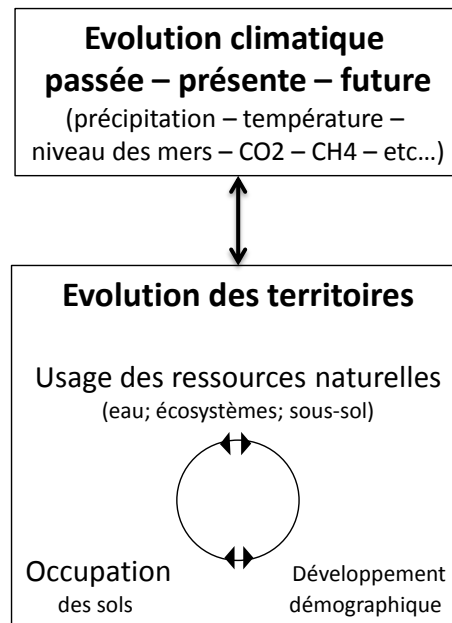 Evolution climatique
passée – présente – future
(précipitation – température –
niveau des mers – CO2 – CH4 – etc…)
Evolution des territoires
Usage des ressources naturelles
(eau; écosystèmes; sous-sol)
Occupation
des sols
Développement
démographique